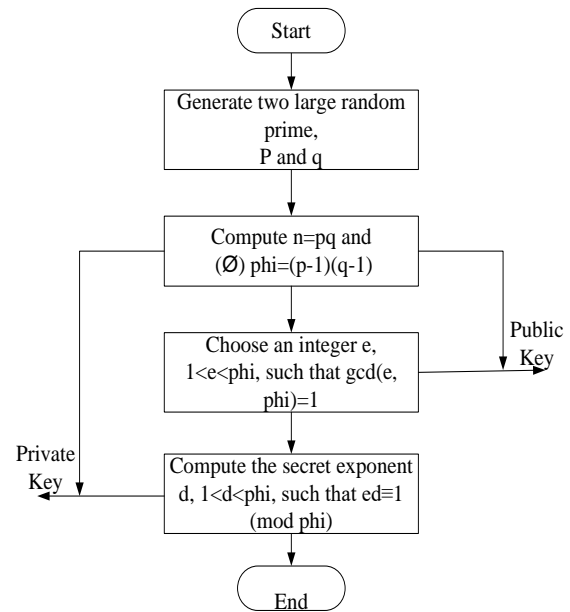 Start
Generate two large random
prime,
P and q
Compute n=pq and
(Ø) phi=(p-1)(q-1)
Public
Key
Choose an integer e,
1<e<phi, such that gcd(e,
phi)=1
Private
Key
Compute the secret exponent
d, 1<d<phi, such that ed≡1
(mod phi)
End